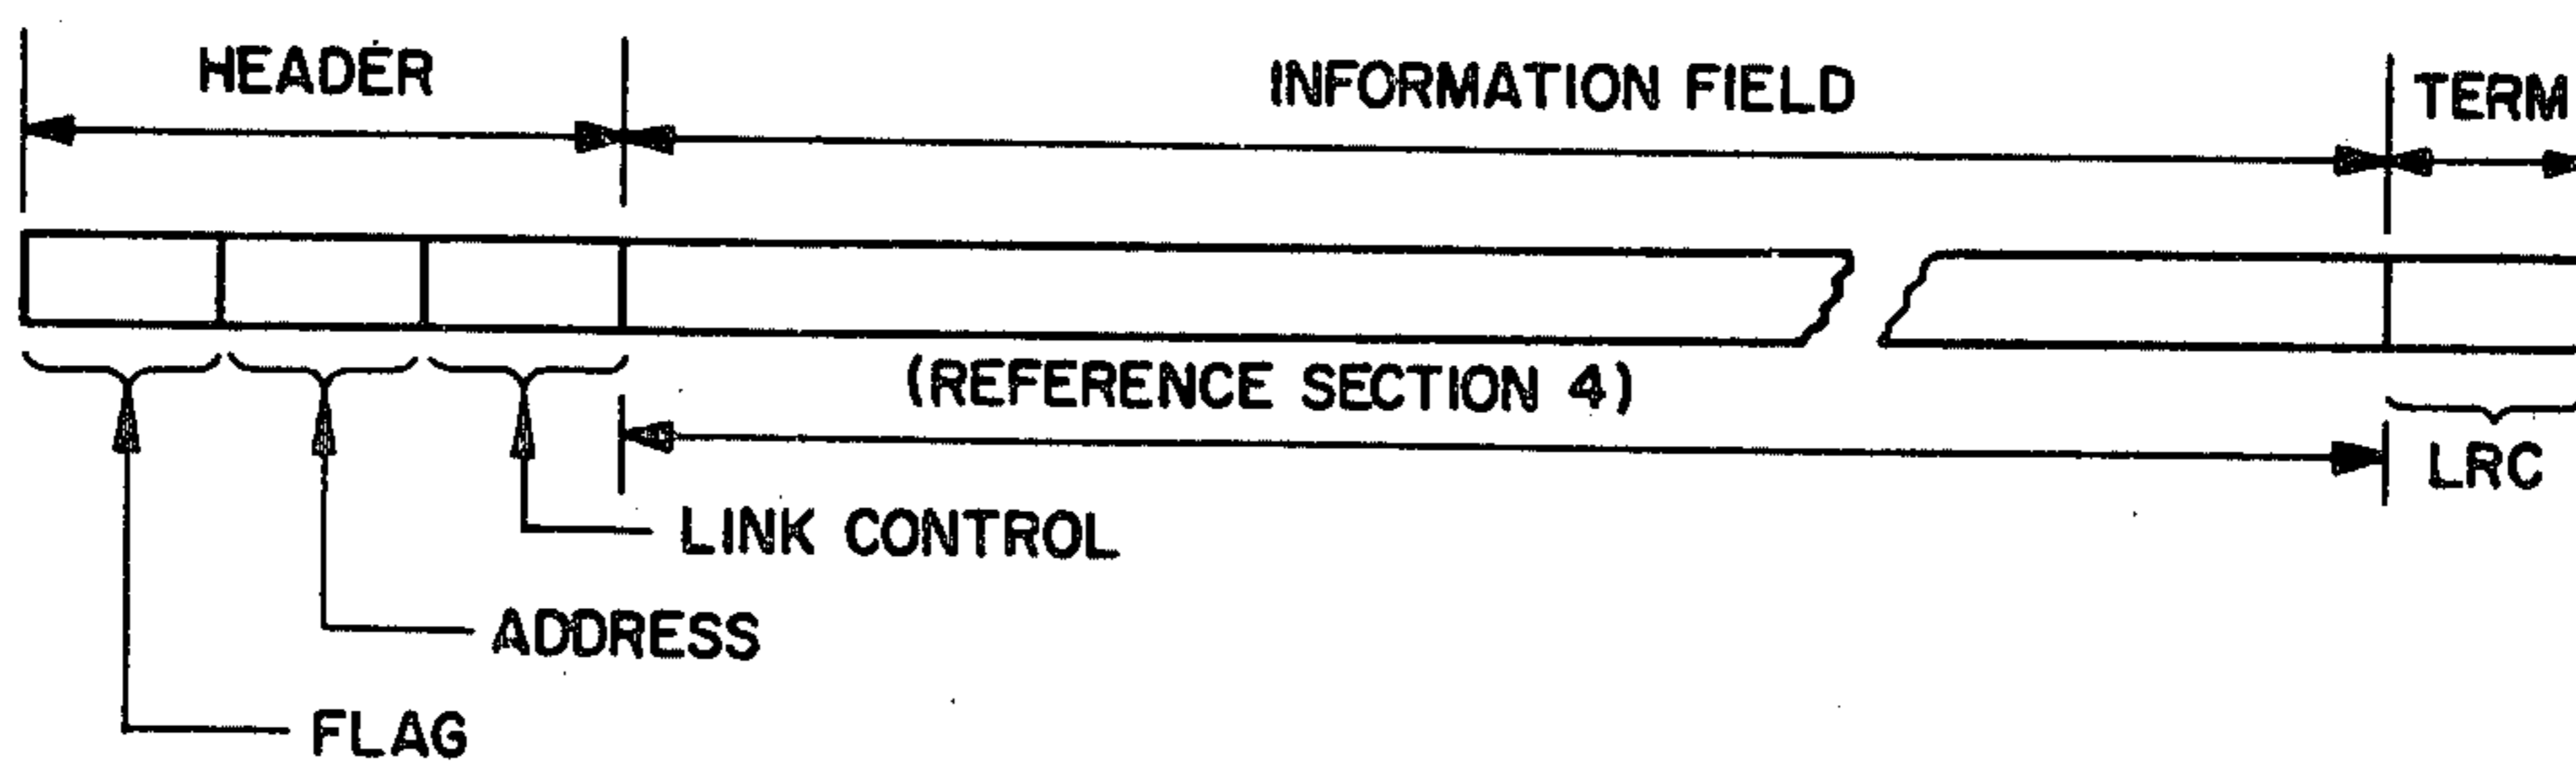 HEADER
INFORMATION FIELD
TERM
(REFERENCE SECTION 4)
LRC
LINK CONTROL
ADDRESS
FLAG